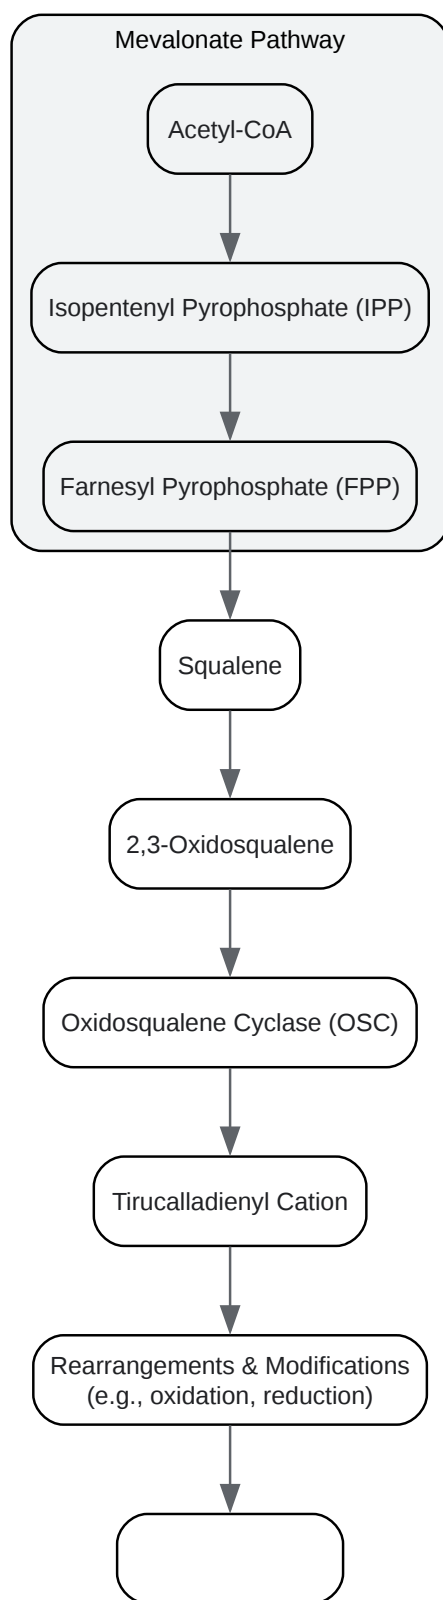 Mevalonate Pathway
Acetyl-CoA
Isopentenyl Pyrophosphate (IPP)
Farnesyl Pyrophosphate (FPP)
Squalene
2,3-Oxidosqualene
Oxidosqualene Cyclase (OSC)
Tirucalladienyl Cation
Rearrangements & Modifications
(e.g., oxidation, reduction)